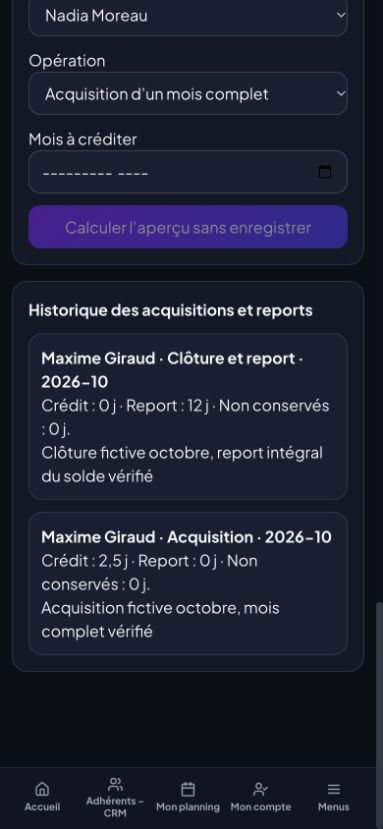 Nadia Moreau
Opération
Acquisition d'un mois complet
Mois à créditer
--------- ----
Calculer l'aperçu sans enregistrer
Historique des acquisitions et reports
Maxime Giraud · Clôture et report ·
2026-10
Crédit : 0 j · Report : 12 j · Non conservés
: 0 j.
Clôture fictive octobre, report intégral
du solde vérifié
Maxime Giraud · Acquisition · 2026-10
Crédit : 2,5 j · Report : 0 j · Non
conservés : 0 j.
Acquisition fictive octobre, mois
complet vérifié
Accueil
Adhérents –
CRM
Mon planning
Mon compte
Menus